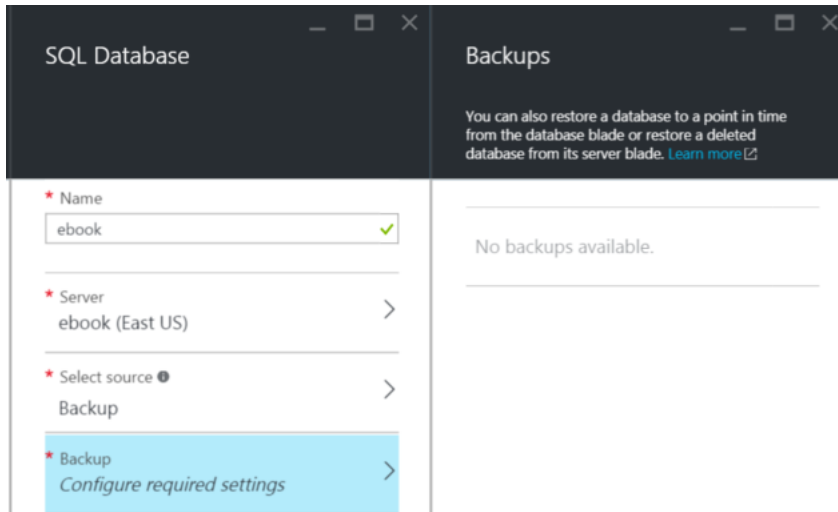 SQL Database
* Name
ebook
* Server
ebook (East US)
* Select source
Backup
* Backup
Configure required settings
Backups
You can also restore a database to a point in time
from the database blade or restore a deleted
database from its server blade. Learn more
No backups available.